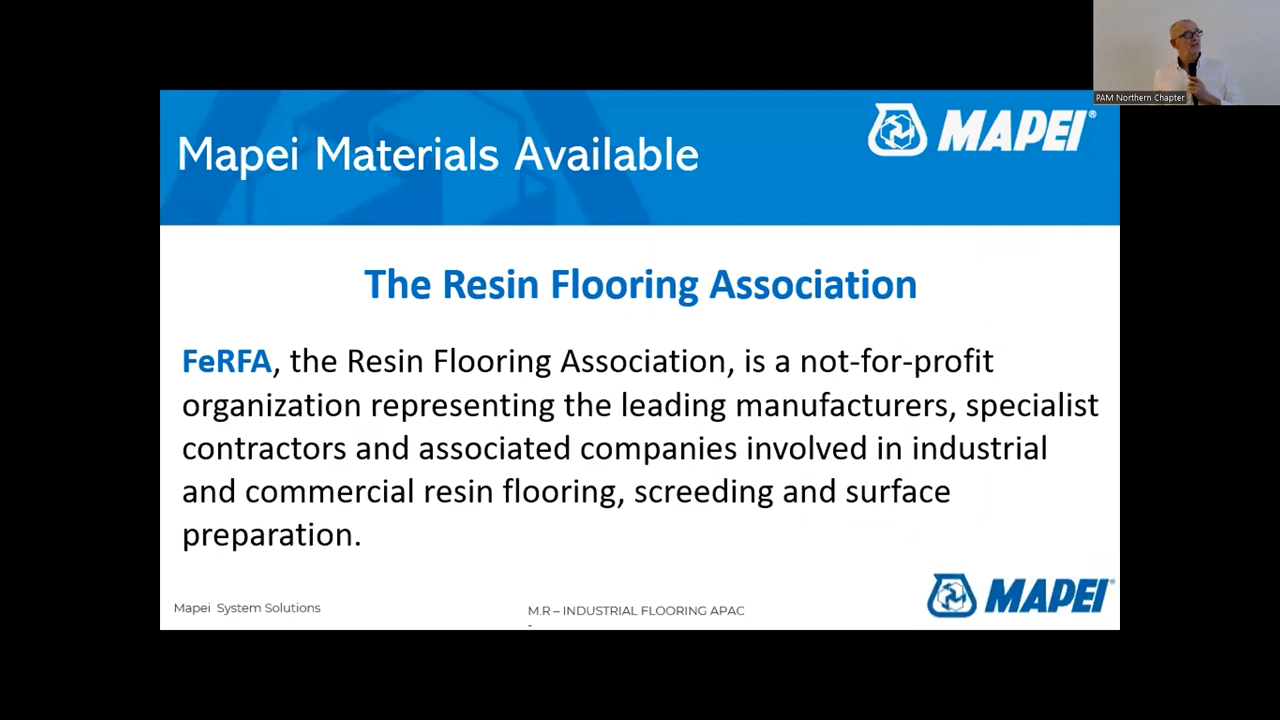 PAM Northern Chapter
Mapei Materials Available
MAPEI®
The Resin Flooring Association
FeRFA, the Resin Flooring Association, is a not-for-profit
organization representing the leading manufacturers, specialist
contractors and associated companies involved in industrial
and commercial resin flooring, screeding and surface
preparation.
Mapei System Solutions
M.R – INDUSTRIAL FLOORING APAC
-
MAPEI®